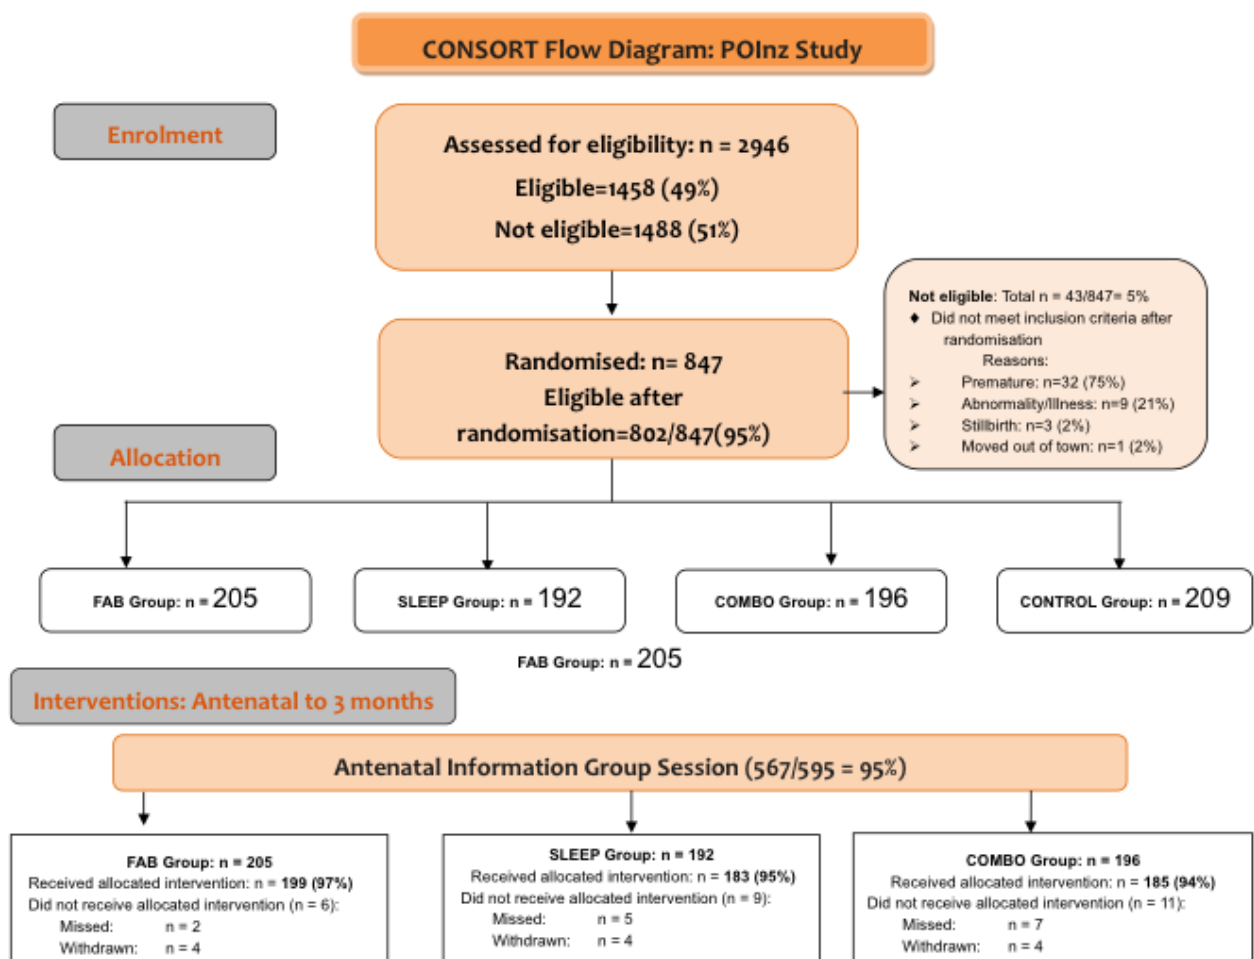 CONSORT Flow Diagram: POInz Study
Enrolment
Assessed for eligibility: n = 2946
Eligible=1458 (49%)
Not eligible=1488 (51%)
Not eligible: Total n = 43/847= 5%
♦ Did not meet inclusion criteria after
randomisation
Reasons:
➢ Premature: n=32 (75%)
➢ Abnormality/Illness: n=9 (21%)
➢ Stillbirth: n=3 (2%)
➢ Moved out of town: n=1 (2%)
Randomised: n= 847
Eligible after
randomisation=802/847(95%)
Allocation
FAB Group: n = 205
SLEEP Group: n = 192
COMBO Group: n = 196
CONTROL Group: n = 209
FAB Group: n = 205
Interventions: Antenatal to 3 months
Antenatal Information Group Session (567/595 = 95%)
FAB Group: n = 205
Received allocated intervention: n = 199 (97%)
Did not receive allocated intervention (n = 6):
Missed: n = 2
Withdrawn: n = 4
SLEEP Group: n = 192
Received allocated intervention: n = 183 (95%)
Did not receive allocated intervention (n = 9):
Missed: n = 5
Withdrawn: n = 4
COMBO Group: n = 196
Received allocated intervention: n = 185 (94%)
Did not receive allocated intervention (n = 11):
Missed: n = 7
Withdrawn: n = 4